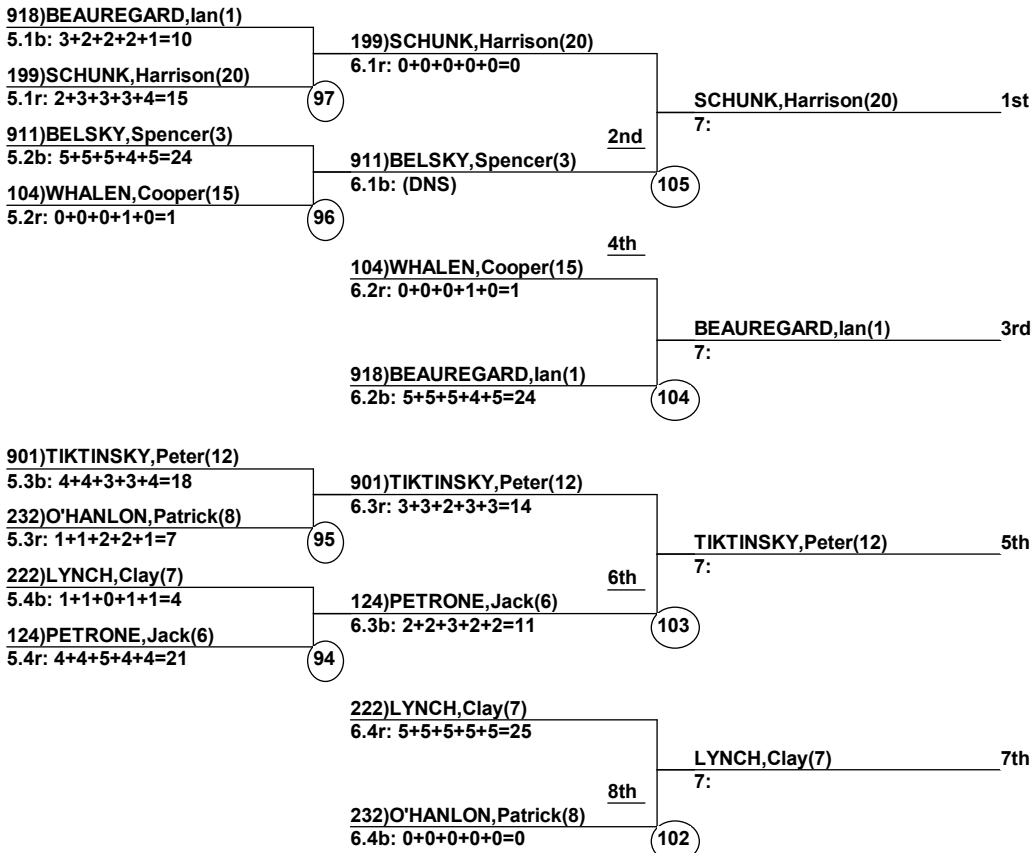 918)BEAUREGARD,Ian(1)
5.1b: 3+2+2+2+1=10
199)SCHUNK,Harrison(20)
5.1r: 2+3+3+3+4=15
97
911)BELSKY,Spencer(3)
5.2b: 5+5+5+4+5=24
104)WHALEN,Cooper(15)
5.2r: 0+0+0+1+0=1
96
199)SCHUNK,Harrison(20)
6.1r: 0+0+0+0+0=0
2nd
911)BELSKY,Spencer(3)
6.1b: (DNS)
105
SCHUNK,Harrison(20) 1st
7:
4th
104)WHALEN,Cooper(15)
6.2r: 0+0+0+1+0=1
918)BEAUREGARD,Ian(1)
6.2b: 5+5+5+4+5=24
104
BEAUREGARD,Ian(1) 3rd
7:
901)TIKTINSKY,Peter(12)
5.3b: 4+4+3+3+4=18
232)O'HANLON,Patrick(8)
5.3r: 1+1+2+2+1=7
95
222)LYNCH,Clay(7)
5.4b: 1+1+0+1+1=4
124)PETRONE,Jack(6)
5.4r: 4+4+5+4+4=21
94
901)TIKTINSKY,Peter(12)
6.3r: 3+3+2+3+3=14
6th
124)PETRONE,Jack(6)
6.3b: 2+2+3+2+2=11
103
TIKTINSKY,Peter(12) 5th
7:
222)LYNCH,Clay(7)
6.4r: 5+5+5+5+5=25
8th
232)O'HANLON,Patrick(8)
6.4b: 0+0+0+0+0=0
102
LYNCH,Clay(7) 7th
7: